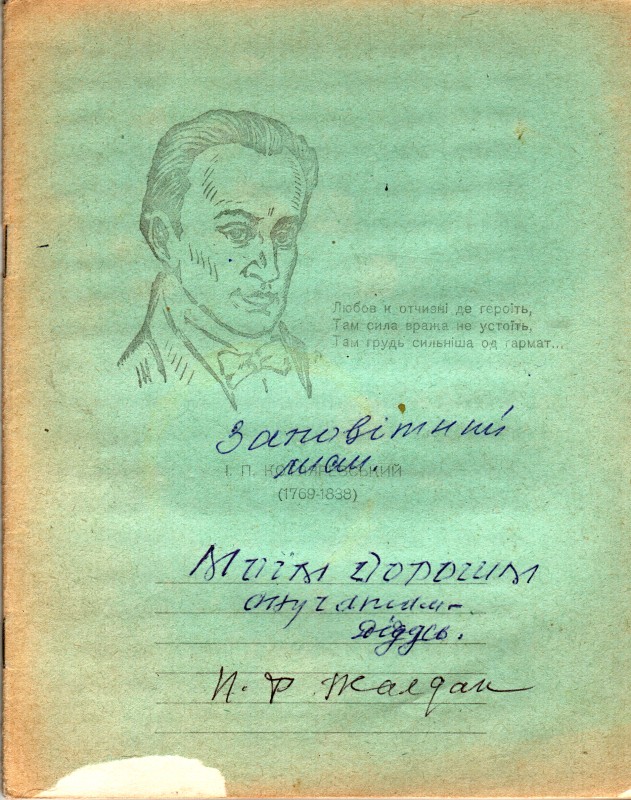 Любов к отчизні де героїть,
Там сила вража не устоїть,
Там грудь сильніша од гармат...
Заповітний
лист.
І. П. КОТЛЯРЕВСЬКИЙ
(1769-1838)
Моїм дорогим
онучатам-
Дідусь.
Жалдак